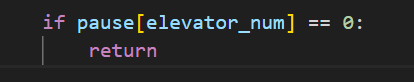 if pause[elevator_num] == 0:
    return